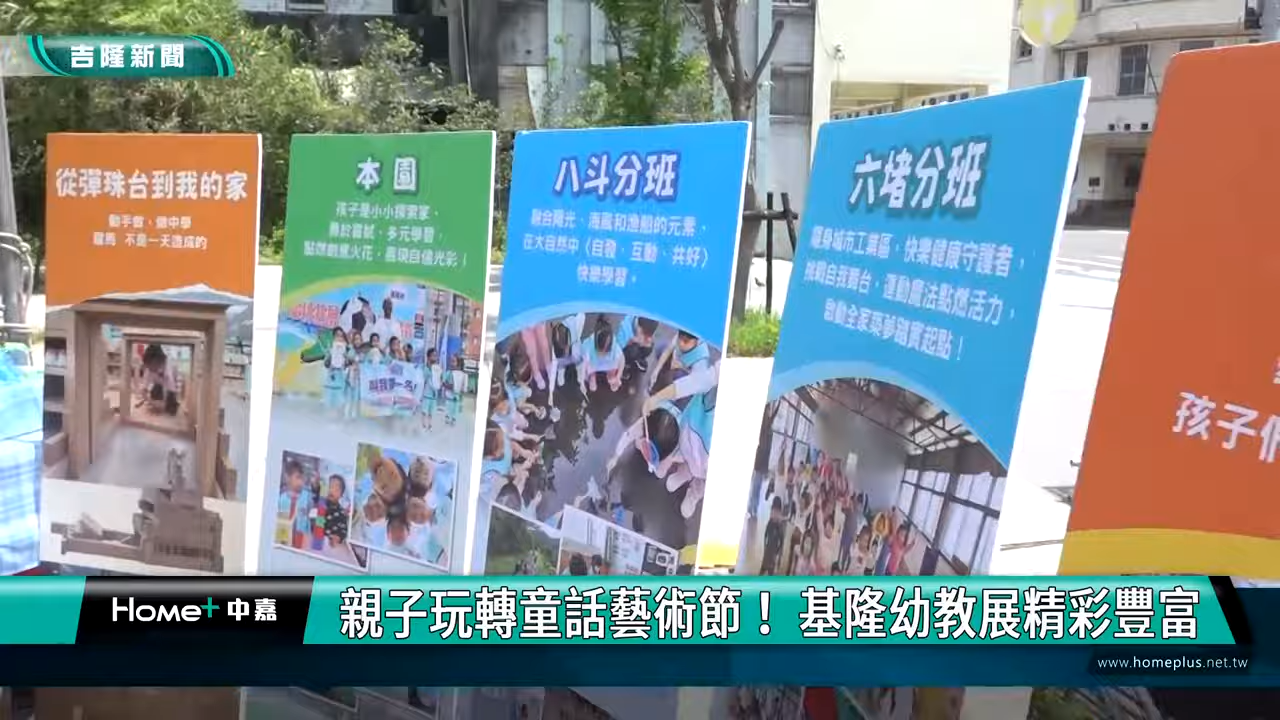 吉隆新聞
從彈珠台到我的家
動手做、做中學
羅馬 不是一天造成的
本園
孩子是小小探索家，
勇於嘗試、多元學習，
點燃創意火花，展現自信光彩！
八斗分班
融合陽光、海風和漁船的元素，
在大自然中（自發、互動、共好）
快樂學習。
六堵分班
隱身城市工業區，快樂健康守護者，
挑戰自我舞台，運動魔法點燃活力，
啟動全家築夢踏實起點！
孩子們
Home+中嘉
親子玩轉童話藝術節！ 基隆幼教展精彩豐富
www.homeplus.net.tw